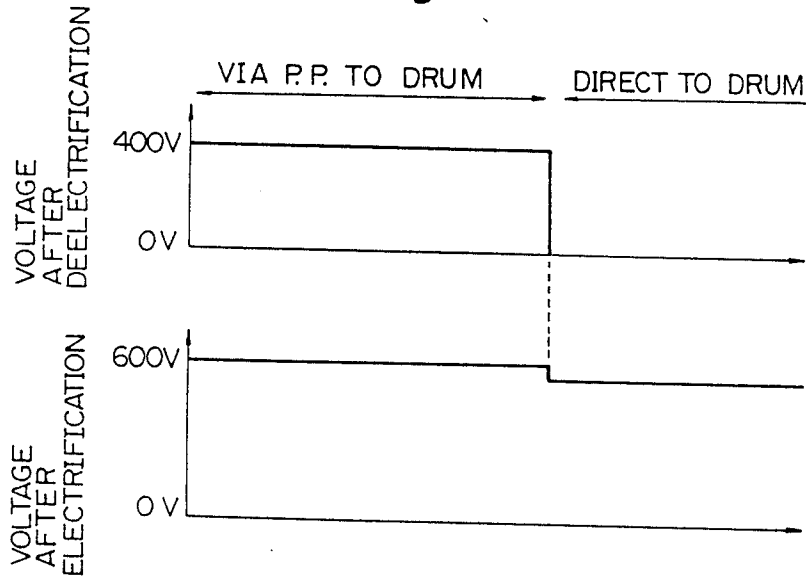 VIA P.P. TO DRUM
DIRECT TO DRUM
VOLTAGE
AFTER
DEELECTRIFICATION
400V
0V
VOLTAGE
AFTER
ELECTRIFICATION
600V
0V